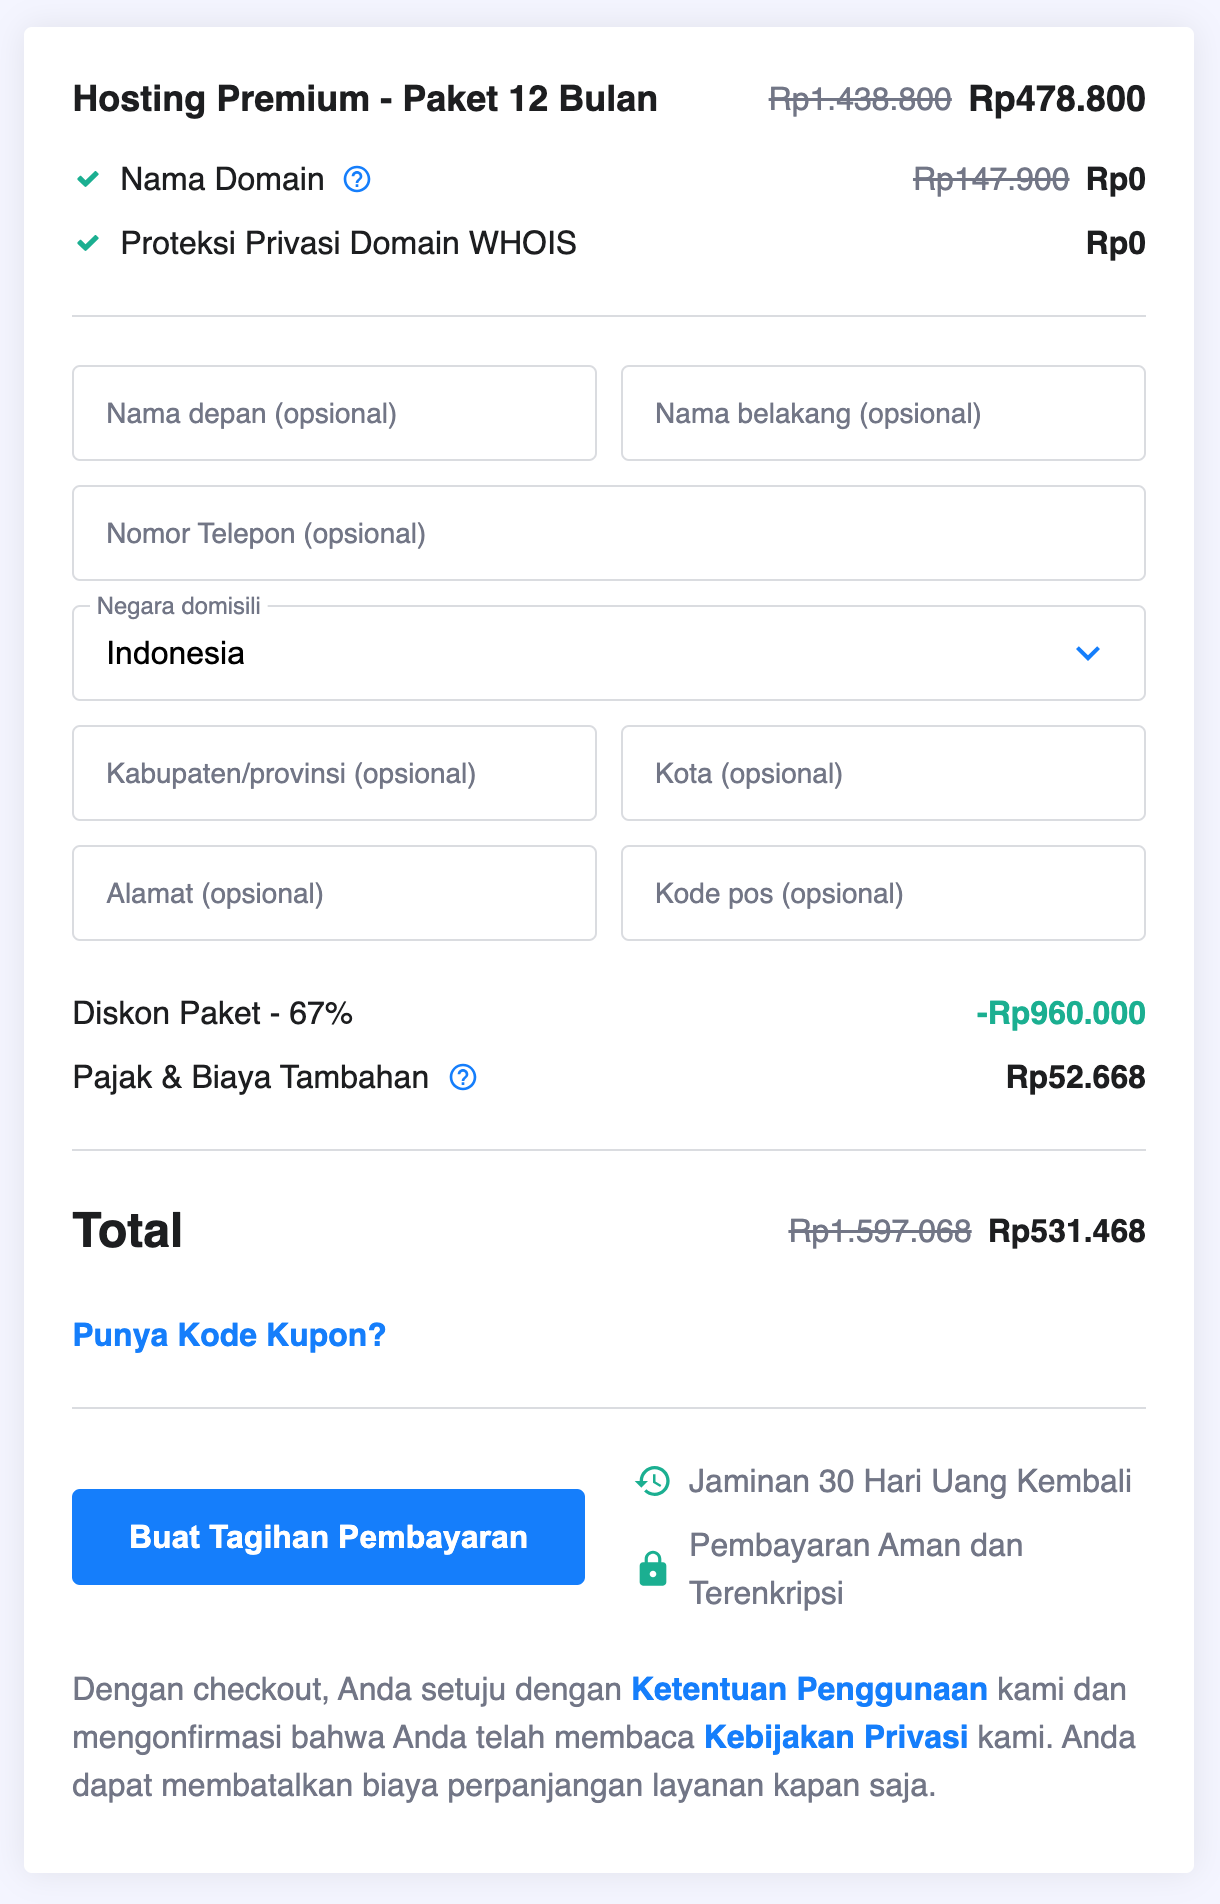 Hosting Premium - Paket 12 Bulan Rp1.438.800 Rp478.800
Nama Domain Rp147.900 Rp0
Proteksi Privasi Domain WHOIS Rp0
Nama depan (opsional) Nama belakang (opsional)
Nomor Telepon (opsional)
Negara domisili
Indonesia
Kabupaten/provinsi (opsional) Kota (opsional)
Alamat (opsional) Kode pos (opsional)
Diskon Paket - 67% -Rp960.000
Pajak & Biaya Tambahan Rp52.668
Total Rp1.597.068 Rp531.468
Punya Kode Kupon?
Buat Tagihan Pembayaran
Jaminan 30 Hari Uang Kembali
Pembayaran Aman dan
Terenkripsi
Dengan checkout, Anda setuju dengan Ketentuan Penggunaan kami dan
mengonfirmasi bahwa Anda telah membaca Kebijakan Privasi kami. Anda
dapat membatalkan biaya perpanjangan layanan kapan saja.